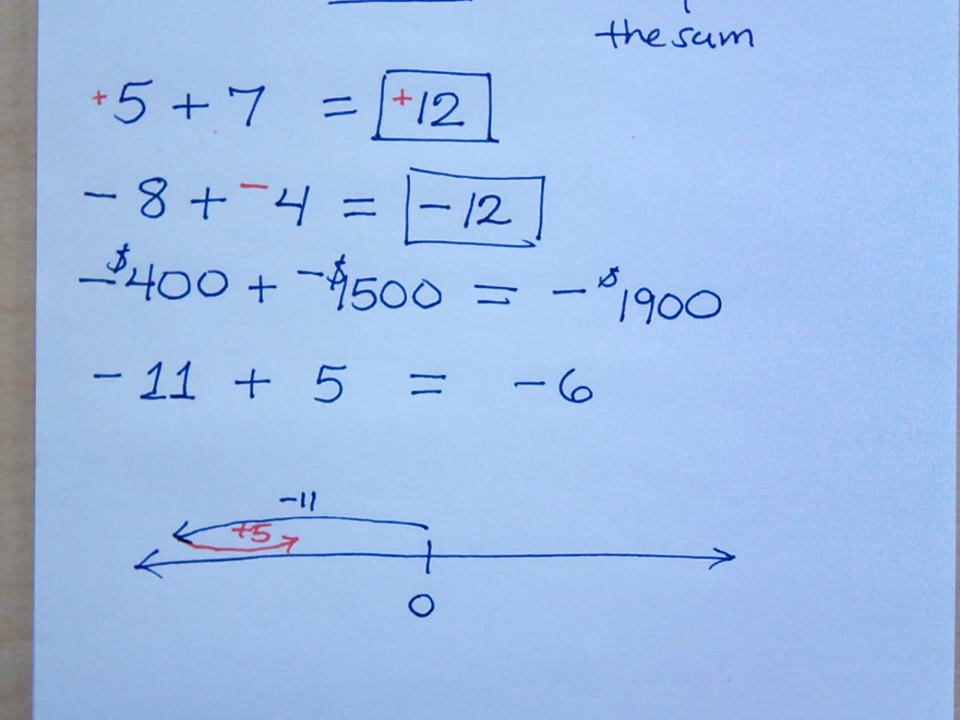 the sum
+5 + 7 = +12
- 8 + -4 = -12
-$400 + -$1500 = -$1900
- 11 + 5 = -6
-11
+5
0